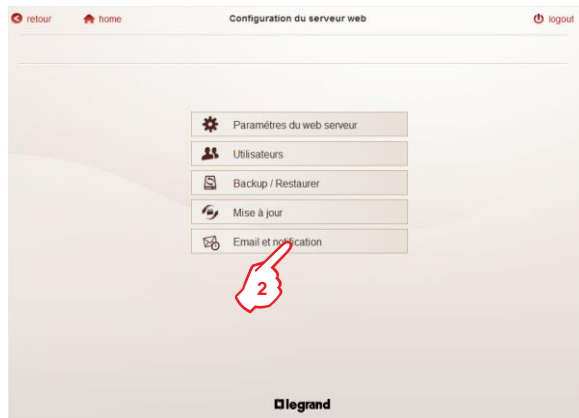 retour home Configuration du serveur web logout
Paramétres du web serveur
Utilisateurs
Backup / Restaurer
Mise à jour
Email et notification
2
legrand